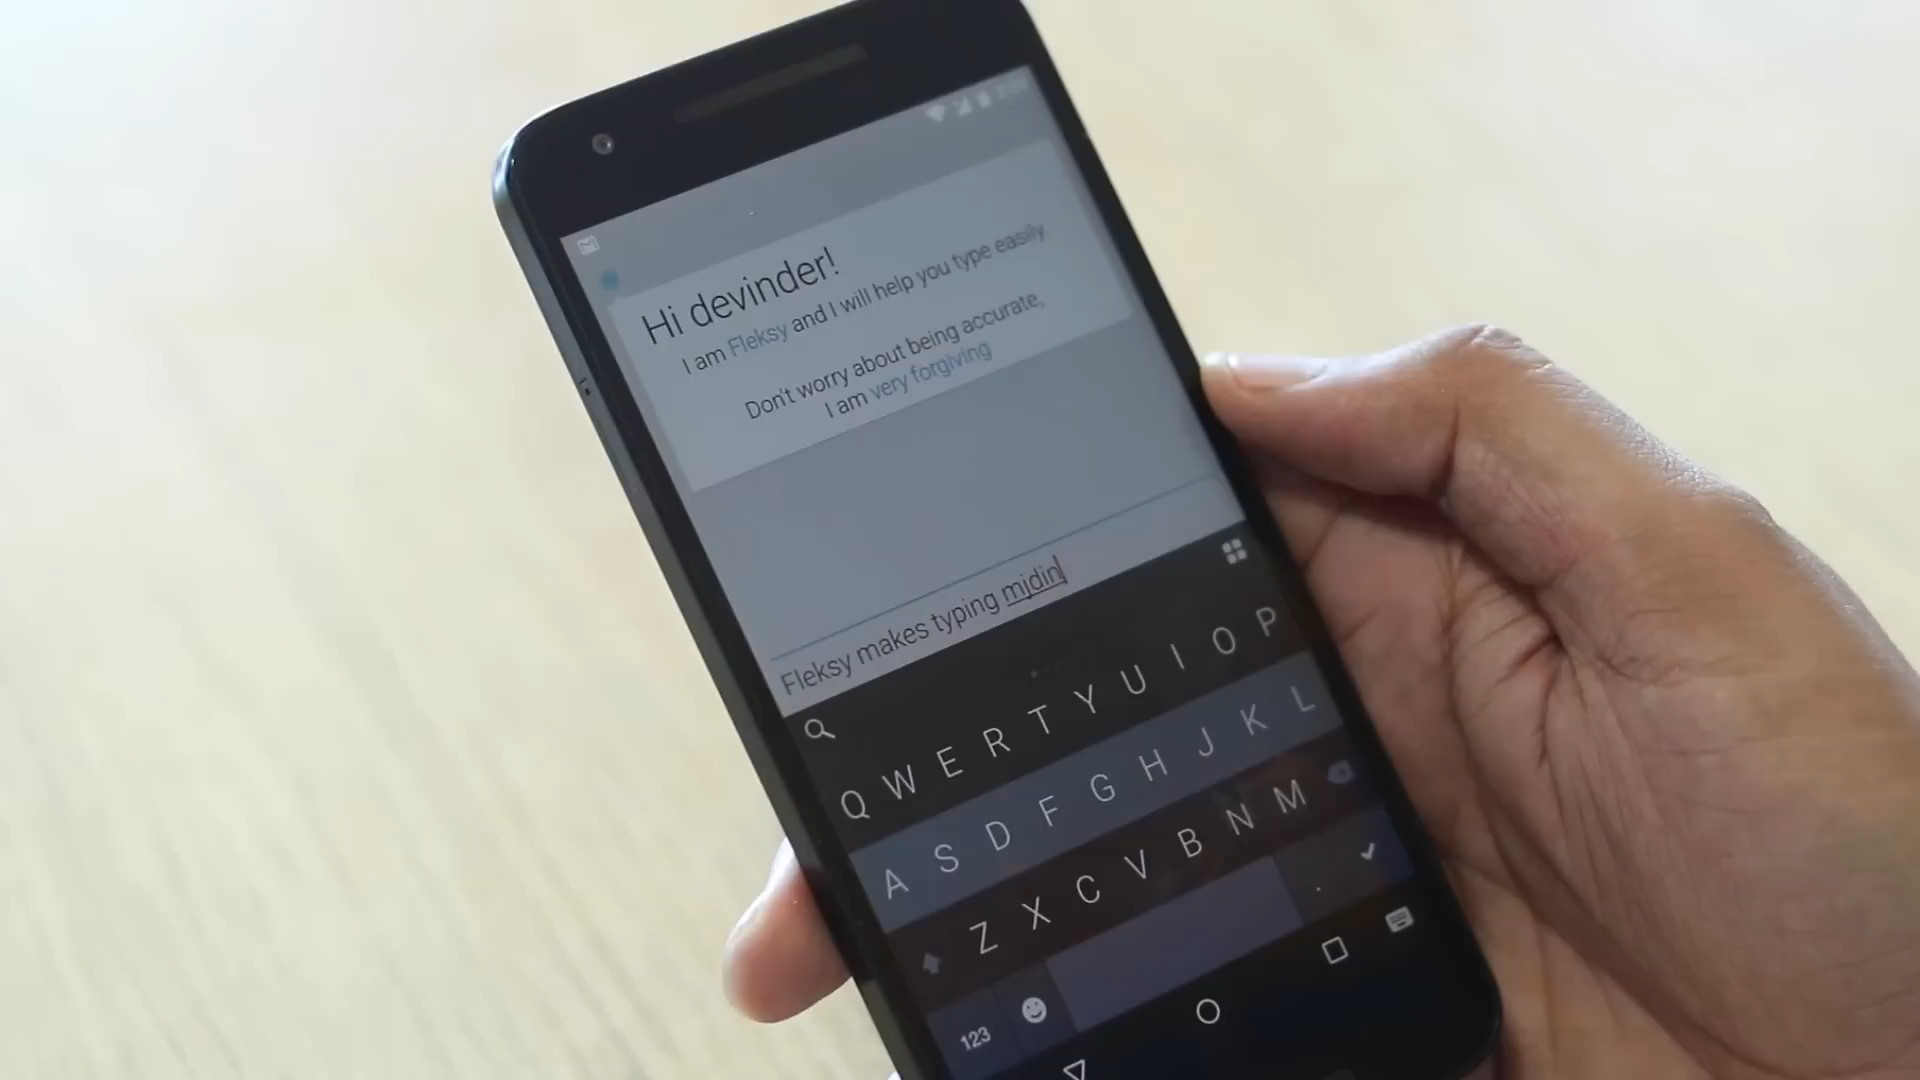 Hi devinder!
I am Fleksy and I will help you type easily.
Don't worry about being accurate,
I am very forgiving
Fleksy makes typing mjdin
Q W E R T Y U I O P
A S D F G H J K L
Z X C V B N M
123 .